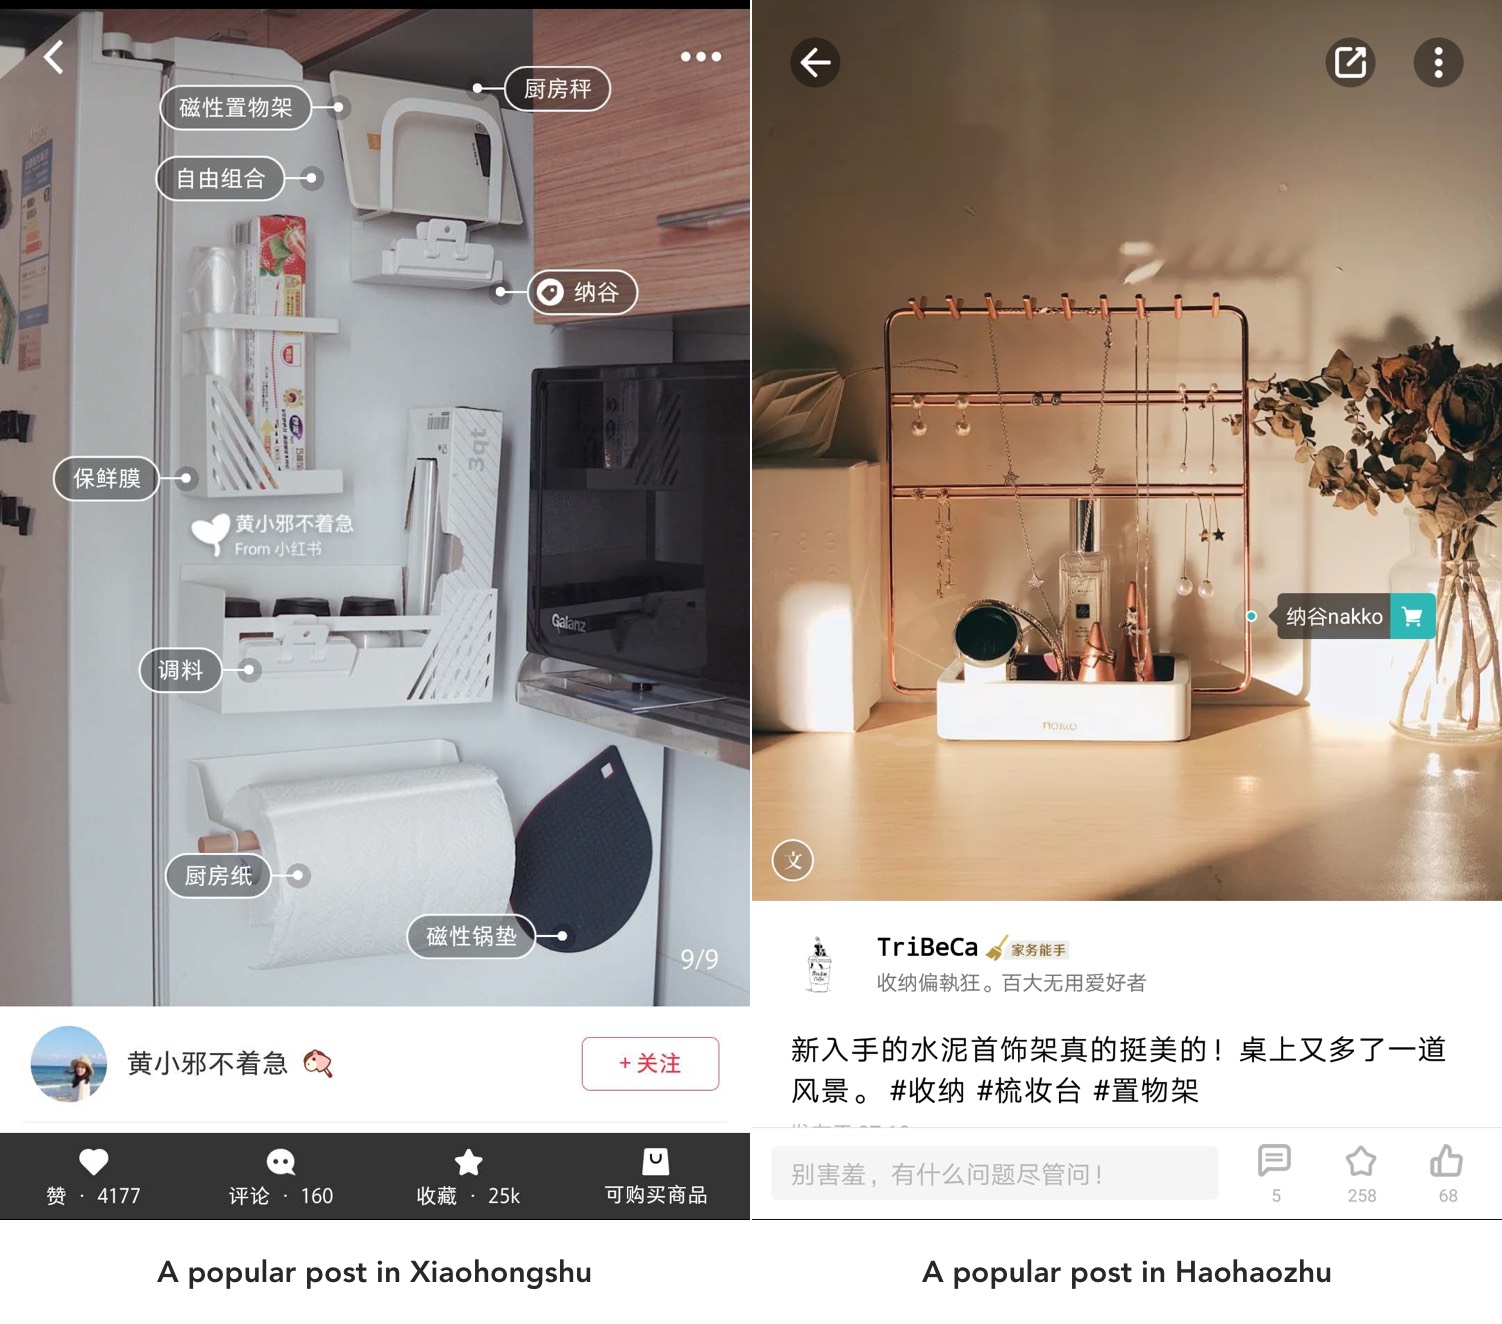 厨房秤
磁性置物架
自由组合
纳谷
3qt
保鲜膜
黄小邪不着急
From 小红书
Galanz
调料
厨房纸
磁性锅垫
9/9
黄小邪不着急
+关注
赞 · 4177
评论 · 160
收藏 · 25k
可购买商品
A popular post in Xiaohongshu
纳谷nakko
nakko
文
TriBeCa 家务能手
收纳偏執狂。百大无用爱好者
新入手的水泥首饰架真的挺美的！桌上又多了一道
风景。 #收纳 #梳妆台 #置物架
别害羞，有什么问题尽管问！
5
258
68
A popular post in Haohaozhu